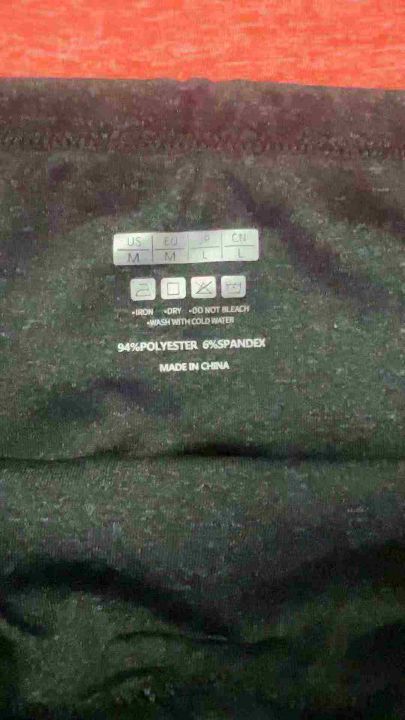 US EU JP CN
M M L L
•IRON •DRY •DO NOT BLEACH
•WASH WITH COLD WATER
94%POLYESTER 6%SPANDEX
MADE IN CHINA